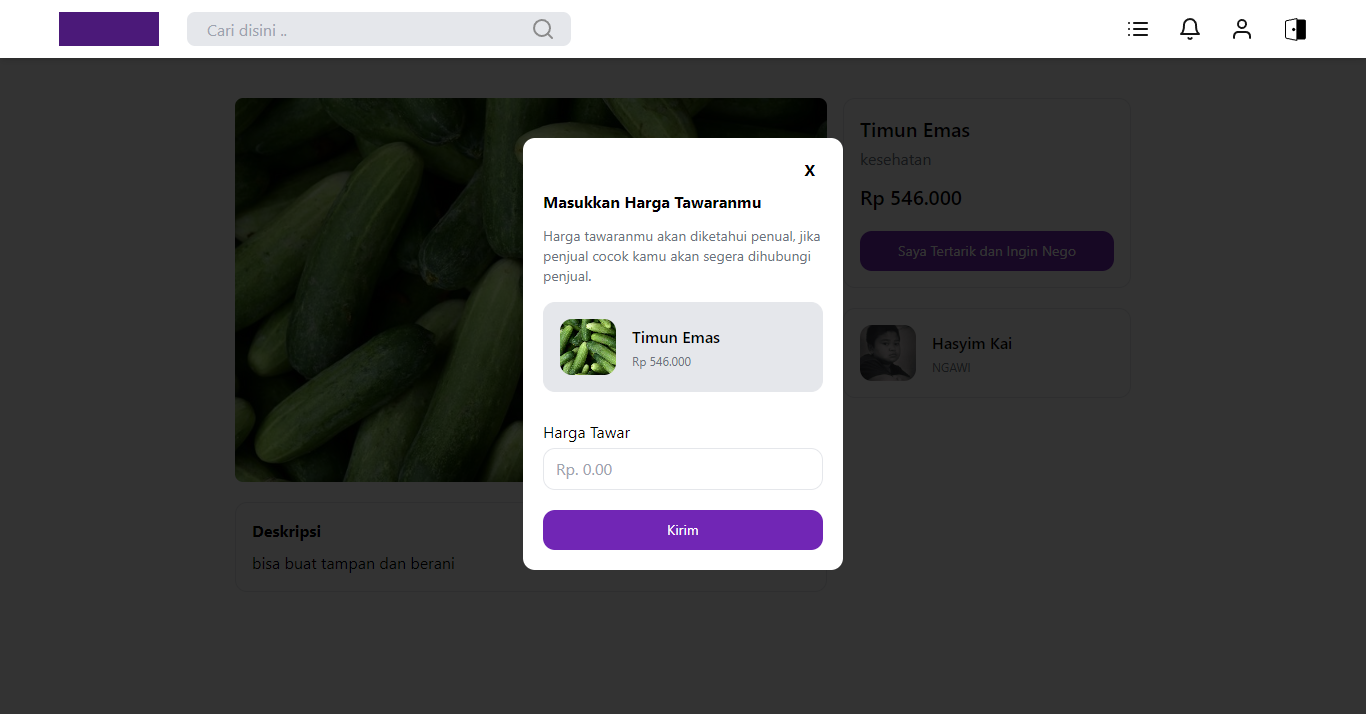 Cari disini ..
Timun Emas
kesehatan
Rp 546.000
Saya Tertarik dan Ingin Nego
Hasyim Kai
NGAWI
X
Masukkan Harga Tawaranmu
Harga tawaranmu akan diketahui penual, jika
penjual cocok kamu akan segera dihubungi
penjual.
Timun Emas
Rp 546.000
Harga Tawar
Rp. 0.00
Kirim
Deskripsi
bisa buat tampan dan berani